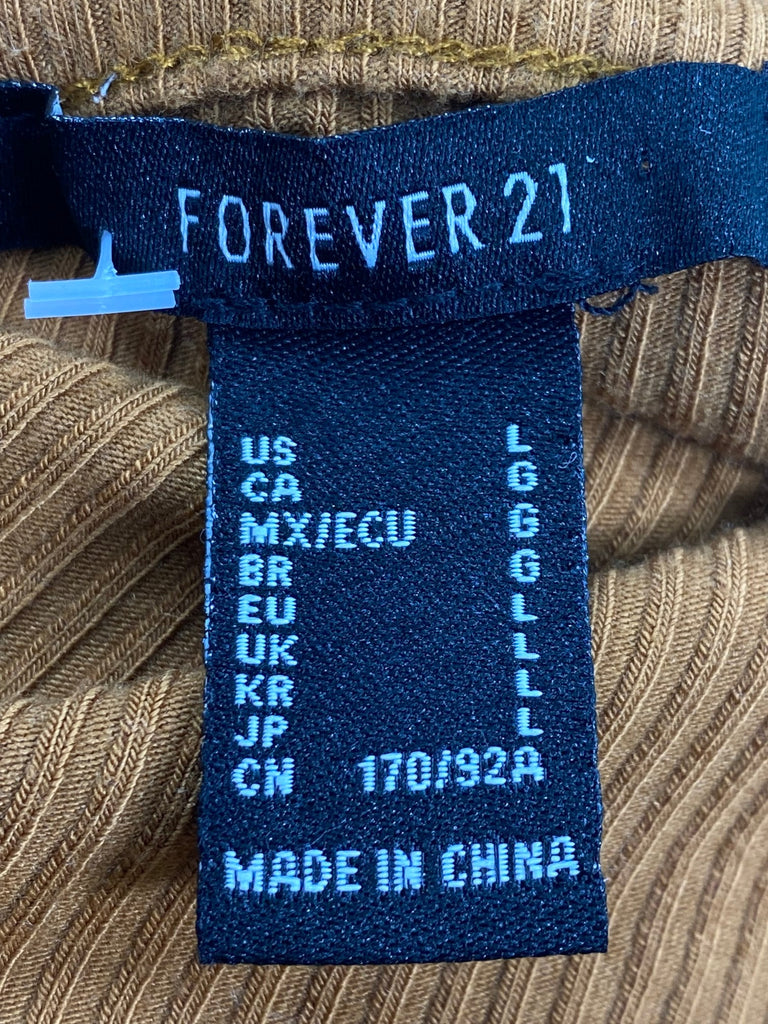 FOREVER 21
US L
CA G
MX/ECU G
BR G
EU L
UK L
KR L
JP L
CN 170/92A
MADE IN CHINA